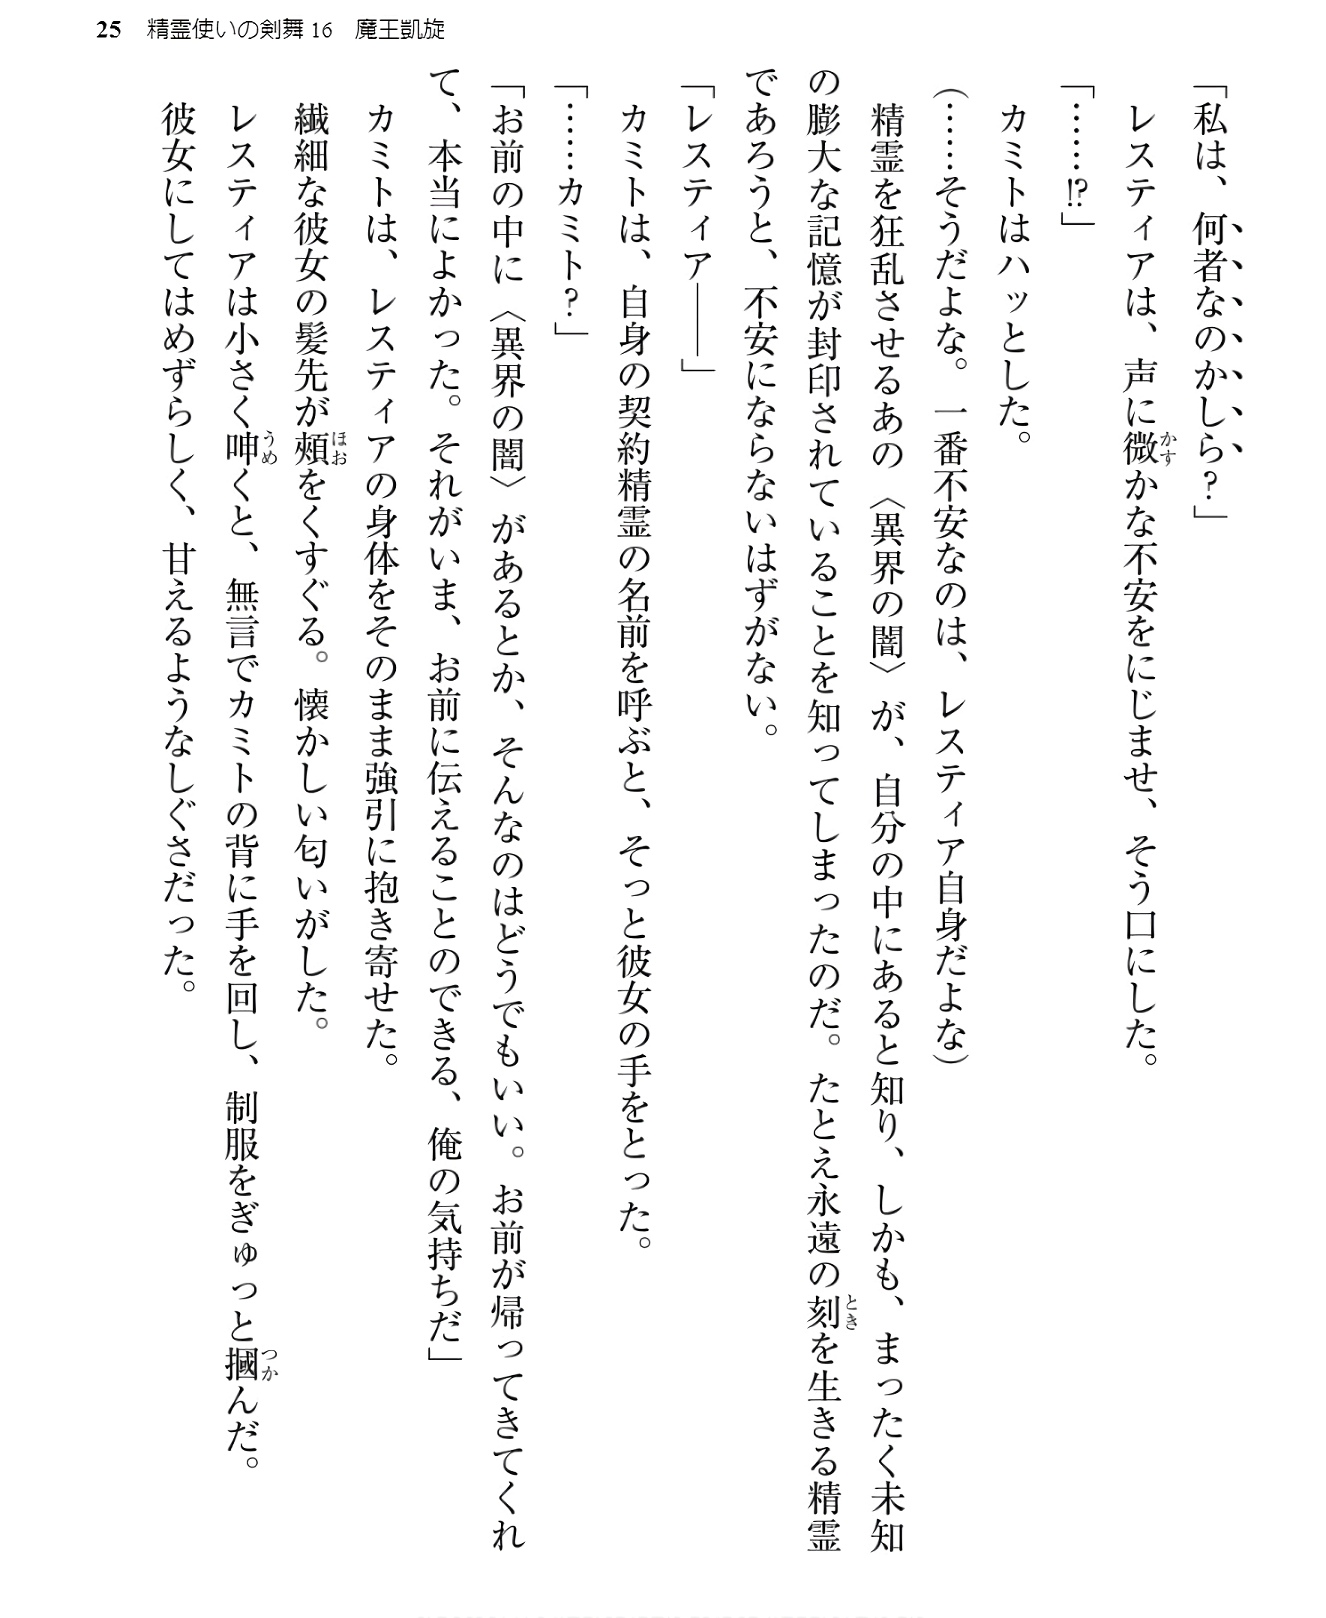 25 精霊使いの剣舞16 魔王凱旋
「私は、何者なのかしら？」
レスティアは、声に微かな不安をにじませ、そう口にした。
「……!?」
カミトはハッとした。
（……そうだよな。一番不安なのは、レスティア自身だよな）
精霊を狂乱させるあの〈異界の闇〉が、自分の中にあると知り、しかも、まったく未知
の膨大な記憶が封印されていることを知ってしまったのだ。たとえ永遠の刻を生きる精霊
であろうと、不安にならないはずがない。
「レスティア――」
カミトは、自身の契約精霊の名前を呼ぶと、そっと彼女の手をとった。
「……カミト？」
「お前の中に〈異界の闇〉があるとか、そんなのはどうでもいい。お前が帰ってきてくれ
て、本当によかった。それがいま、お前に伝えることのできる、俺の気持ちだ」
カミトは、レスティアの身体をそのまま強引に抱き寄せた。
繊細な彼女の髪先が頰をくすぐる。懐かしい匂いがした。
レスティアは小さく呻くと、無言でカミトの背に手を回し、制服をぎゅっと摑んだ。
彼女にしてはめずらしく、甘えるようなしぐさだった。